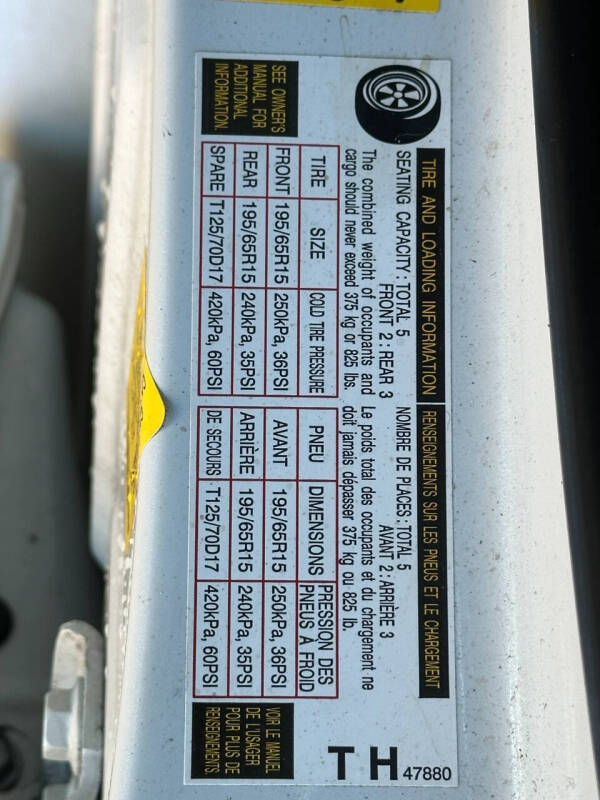 TIRE AND LOADING INFORMATION
SEATING CAPACITY : TOTAL 5
FRONT 2 : REAR 3
The combined weight of occupants and
cargo should never exceed 375 kg or 825 lbs.
TIRE SIZE COLD TIRE PRESSURE
FRONT 195/65R15 250kPa, 36PSI
REAR 195/65R15 240kPa, 35PSI
SPARE T125/70D17 420kPa, 60PSI
SEE OWNER'S
MANUAL FOR
ADDITIONAL
INFORMATION.
RENSEIGNEMENTS SUR LES PNEUS ET LE CHARGEMENT
NOMBRE DE PLACES : TOTAL 5
AVANT 2 : ARRIÈRE 3
Le poids total des occupants et du chargement ne
doit jamais dépasser 375 kg ou 825 lb.
PNEU DIMENSIONS PRESSION DES
PNEUS À FROID
AVANT 195/65R15 250kPa, 36PSI
ARRIÈRE 195/65R15 240kPa, 35PSI
DE SECOURS T125/70D17 420kPa, 60PSI
VOIR LE MANUEL
DE L'USAGER
POUR PLUS DE
RENSEIGNEMENTS.
T H 47880